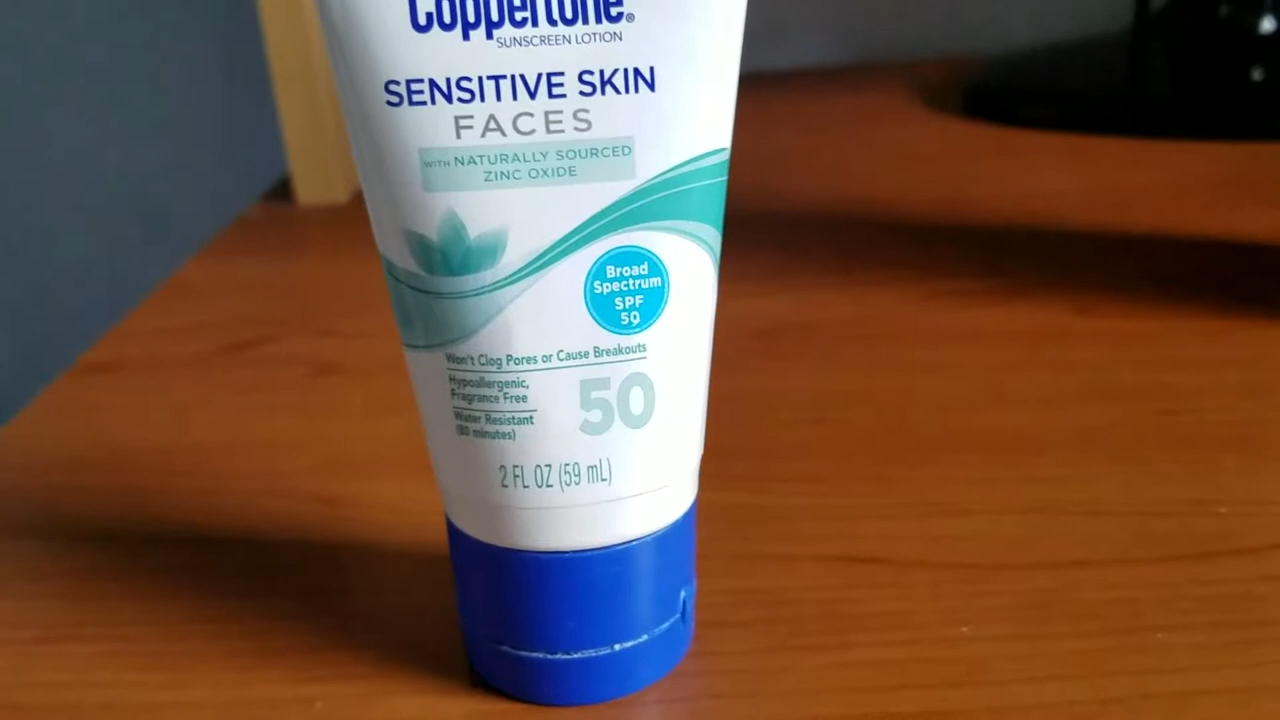 Coppertone®
SUNSCREEN LOTION
SENSITIVE SKIN
FACES
WITH NATURALLY SOURCED
ZINC OXIDE
Broad
Spectrum
SPF
50
Won't Clog Pores or Cause Breakouts
Hypoallergenic,
Fragrance Free
Water Resistant
(80 minutes)
50
2 FL OZ (59 mL)